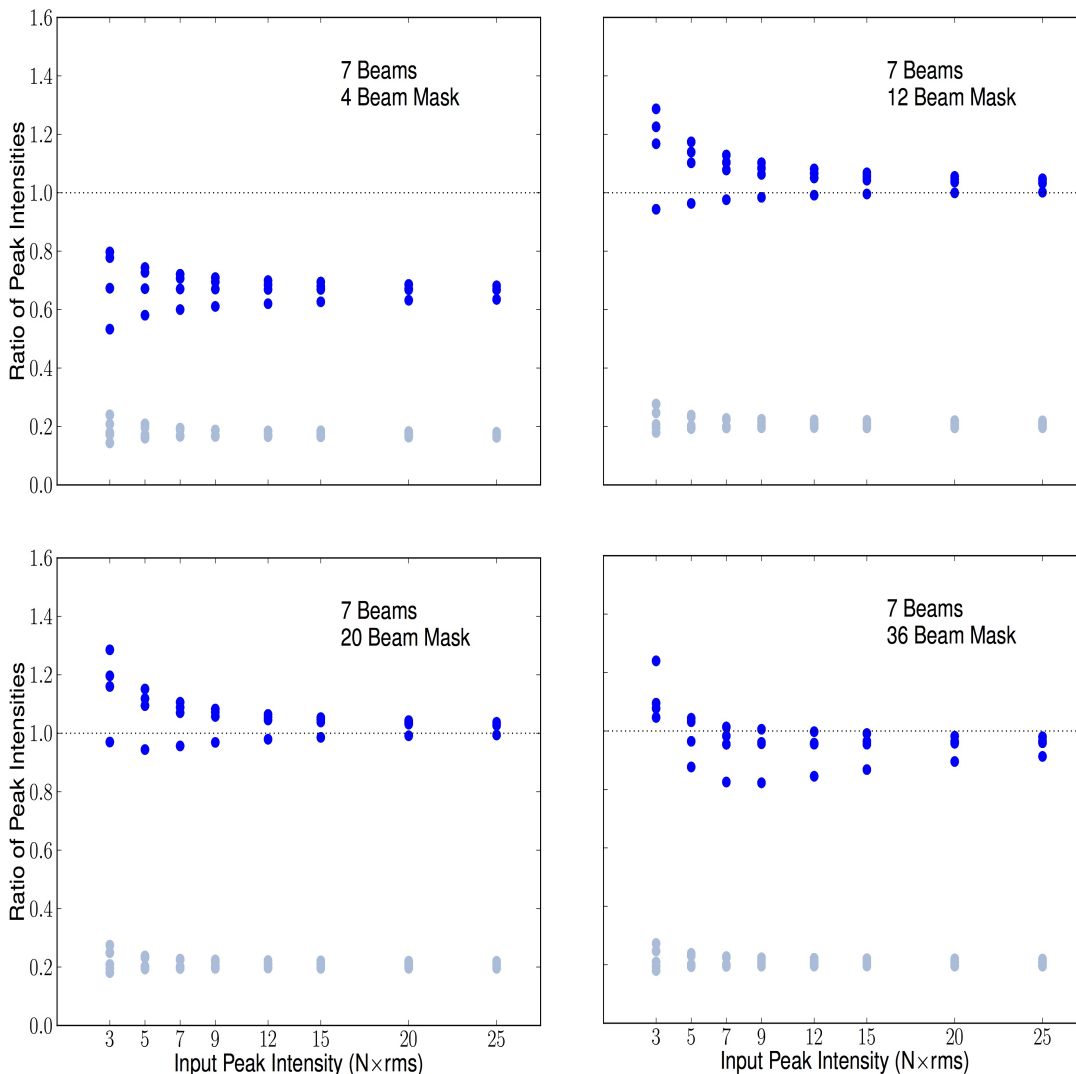 1.6
1.4
1.2
1.0
0.8
0.6
0.4
0.2
0.0
Ratio of Peak Intensities
7 Beams
4 Beam Mask
7 Beams
12 Beam Mask
1.6
1.4
1.2
1.0
0.8
0.6
0.4
0.2
0.0
Ratio of Peak Intensities
7 Beams
20 Beam Mask
3 5 7 9 12 15 20 25
Input Peak Intensity (N×rms)
7 Beams
36 Beam Mask
3 5 7 9 12 15 20 25
Input Peak Intensity (N×rms)